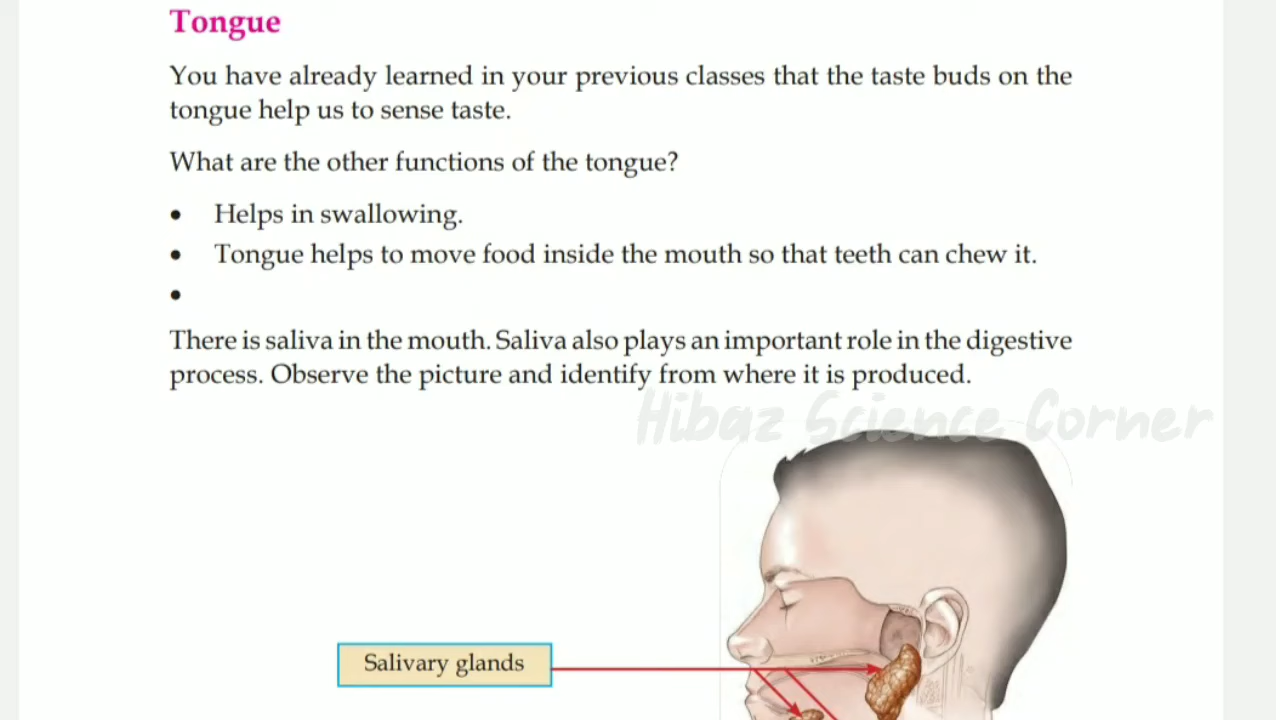 Tongue
You have already learned in your previous classes that the taste buds on the
tongue help us to sense taste.
What are the other functions of the tongue?
• Helps in swallowing.
• Tongue helps to move food inside the mouth so that teeth can chew it.
•
There is saliva in the mouth. Saliva also plays an important role in the digestive
process. Observe the picture and identify from where it is produced.
Hibaz Science Corner
Salivary glands